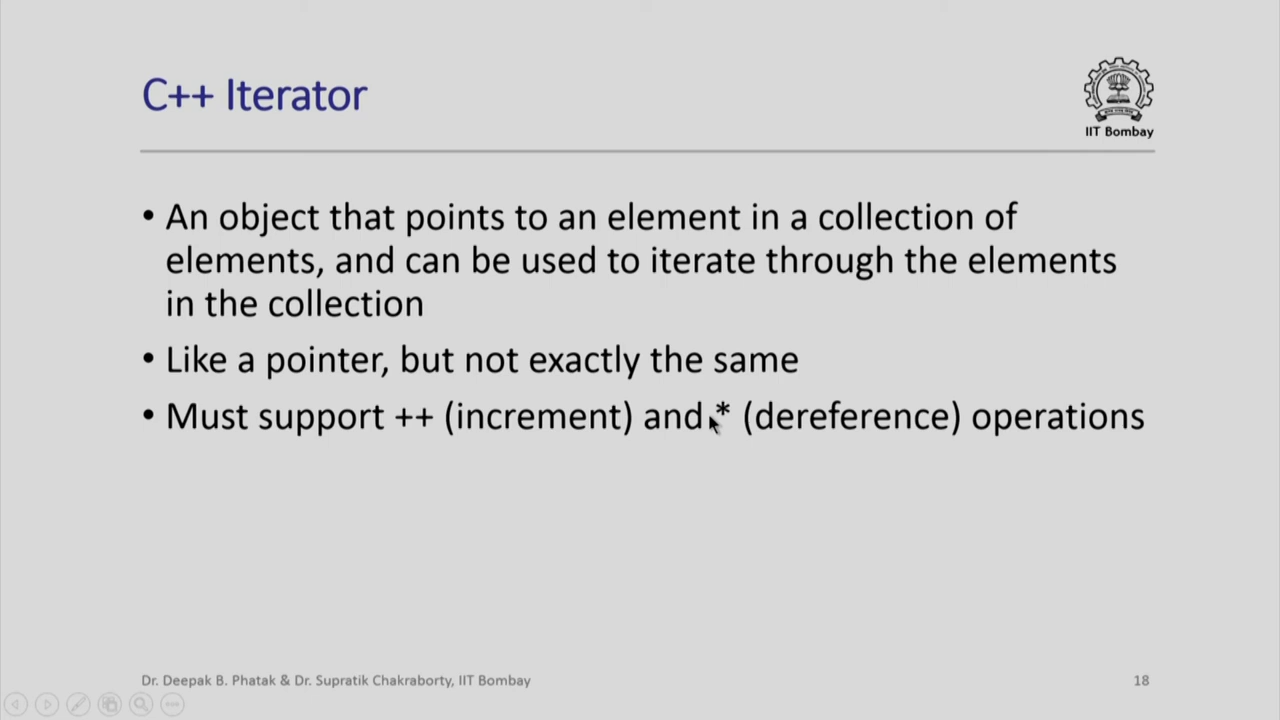 C++ Iterator
IIT Bombay
• An object that points to an element in a collection of
elements, and can be used to iterate through the elements
in the collection
• Like a pointer, but not exactly the same
• Must support ++ (increment) and * (dereference) operations
Dr. Deepak B. Phatak & Dr. Supratik Chakraborty, IIT Bombay
18